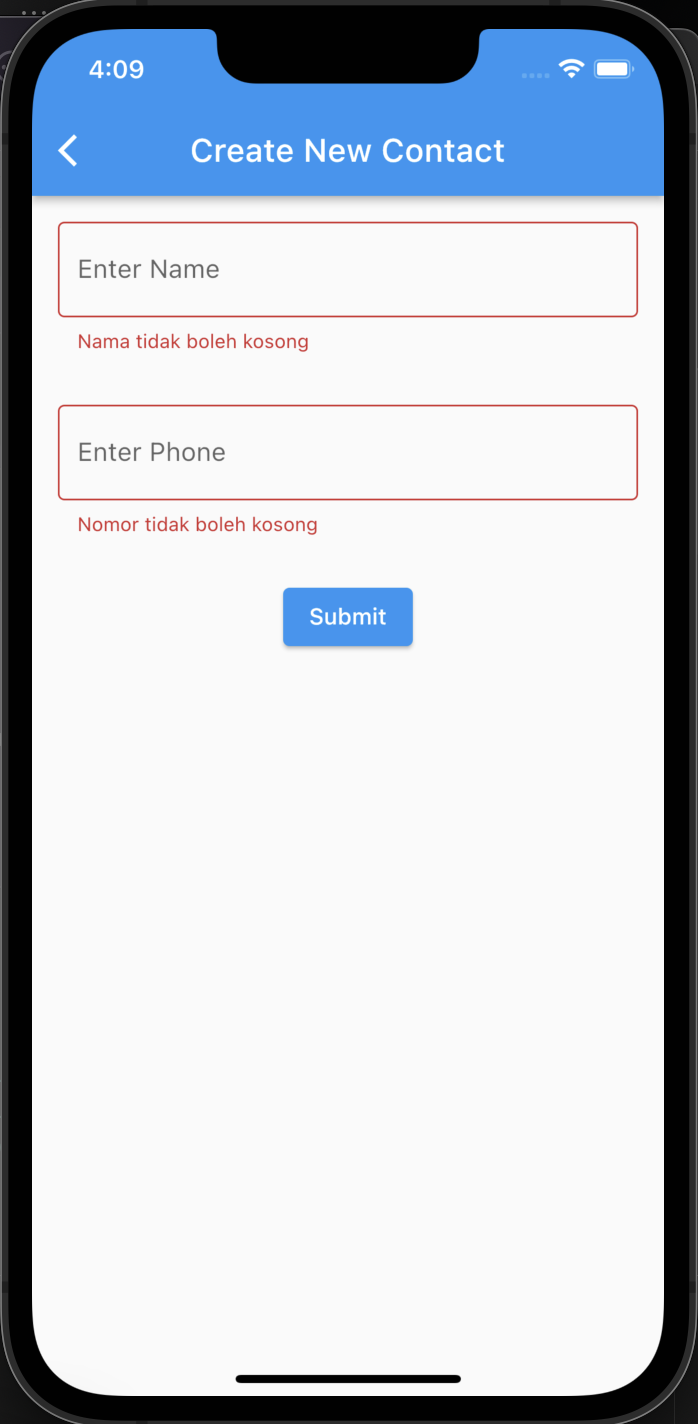 4:09
Create New Contact
Enter Name
Nama tidak boleh kosong
Enter Phone
Nomor tidak boleh kosong
Submit